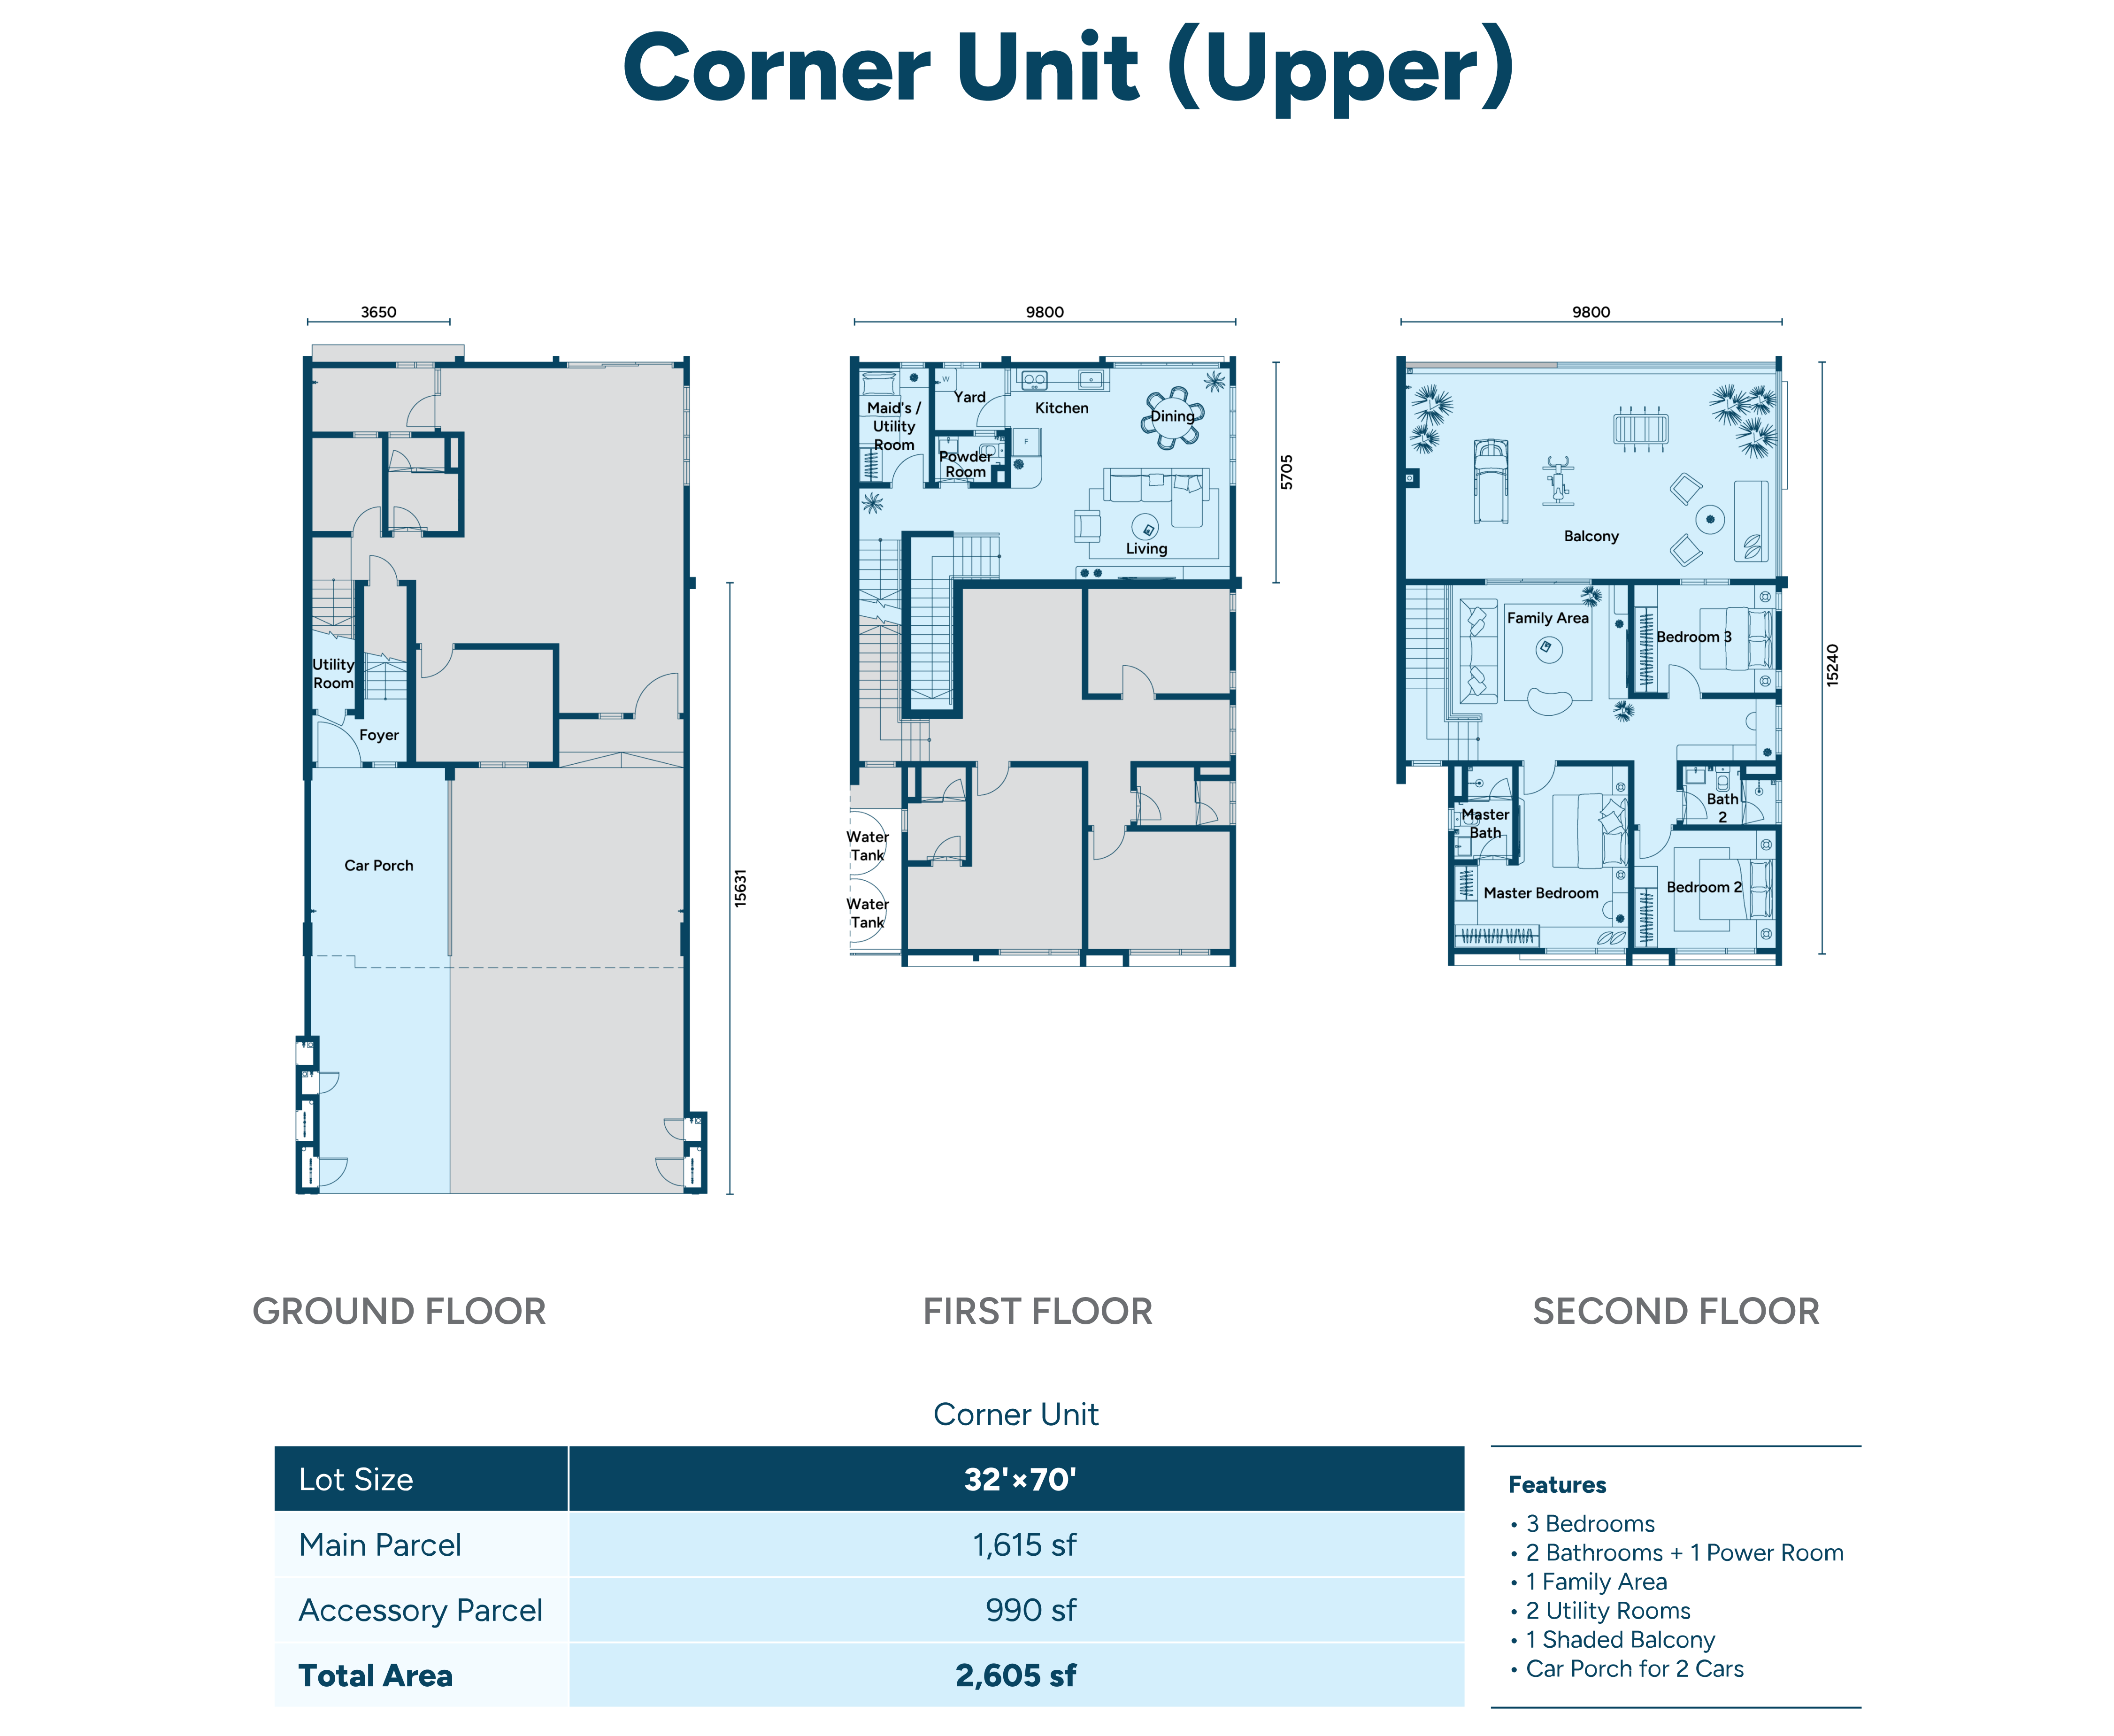 Corner Unit (Upper)
3650
Utility
Room
Foyer
Car Porch
15631
GROUND FLOOR
9800
Maid's /
Utility
Room
W
Yard
Powder
Room
Kitchen
F
Dining
Living
5705
Water
Tank
Water
Tank
FIRST FLOOR
9800
Balcony
Family Area
Bedroom 3
15240
Master
Bath
Bath
2
Master Bedroom
Bedroom 2
SECOND FLOOR
Corner Unit
Lot Size 32'×70'
Main Parcel 1,615 sf
Accessory Parcel 990 sf
Total Area 2,605 sf
Features
• 3 Bedrooms
• 2 Bathrooms + 1 Power Room
• 1 Family Area
• 2 Utility Rooms
• 1 Shaded Balcony
• Car Porch for 2 Cars